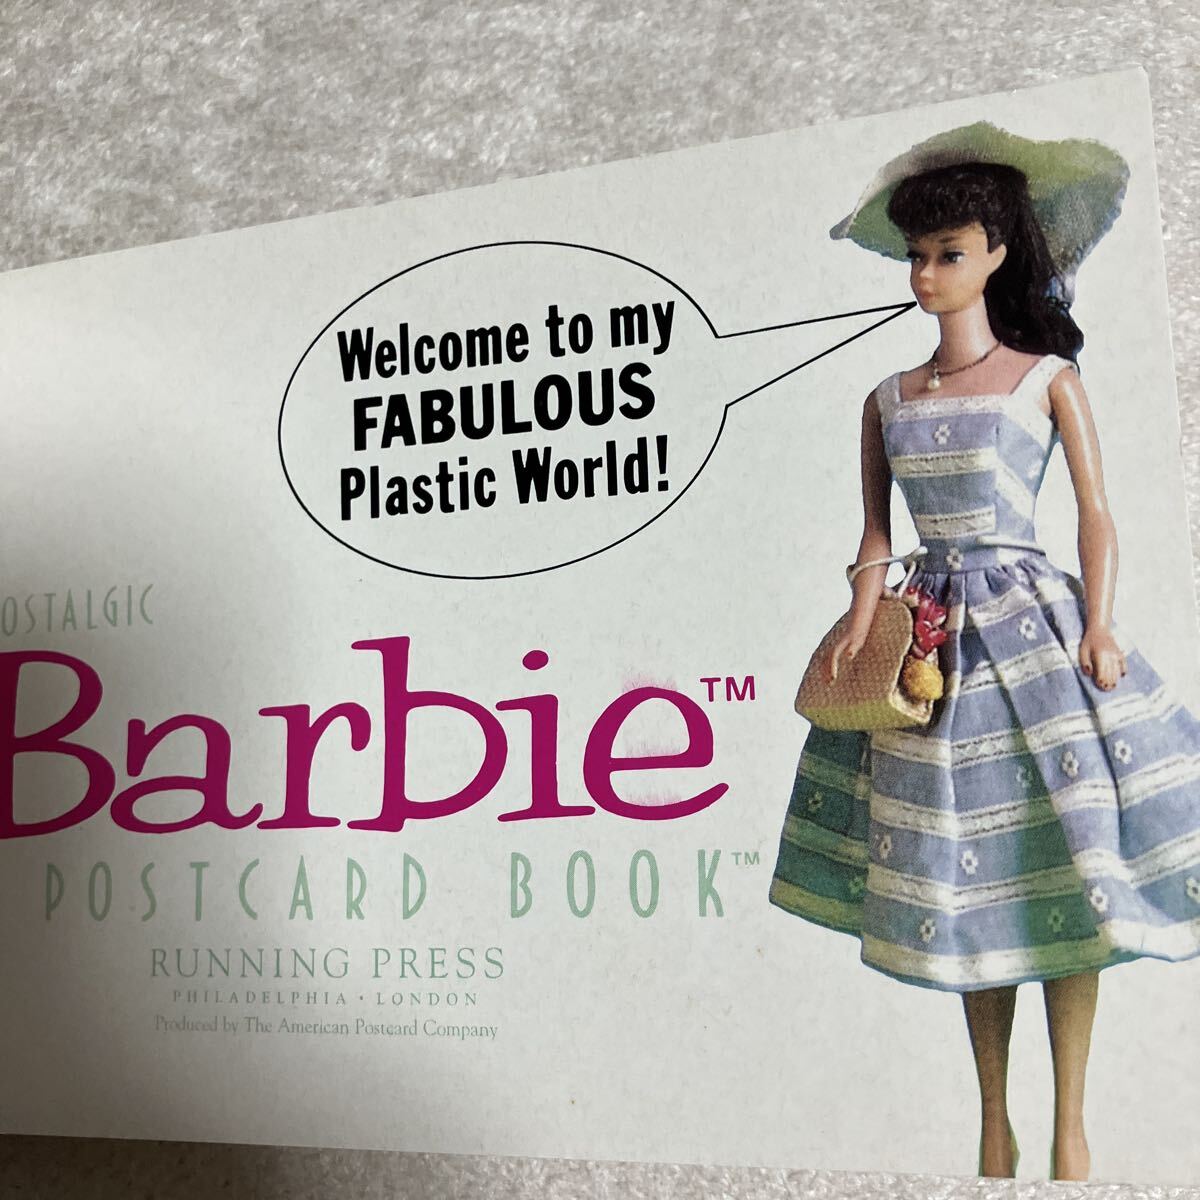 Welcome to my
FABULOUS
Plastic World!
OSTALGIC
Barbie™
POSTCARD BOOK™
RUNNING PRESS
PHILADELPHIA • LONDON
Produced by The American Postcard Company